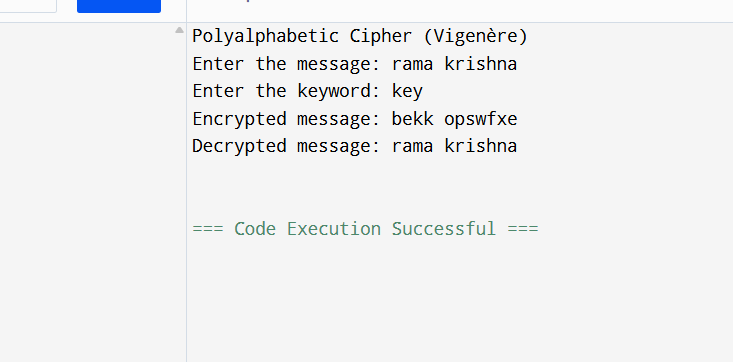 Polyalphabetic Cipher (Vigenère)
Enter the message: rama krishna
Enter the keyword: key
Encrypted message: bekk opswfxe
Decrypted message: rama krishna
=== Code Execution Successful ===